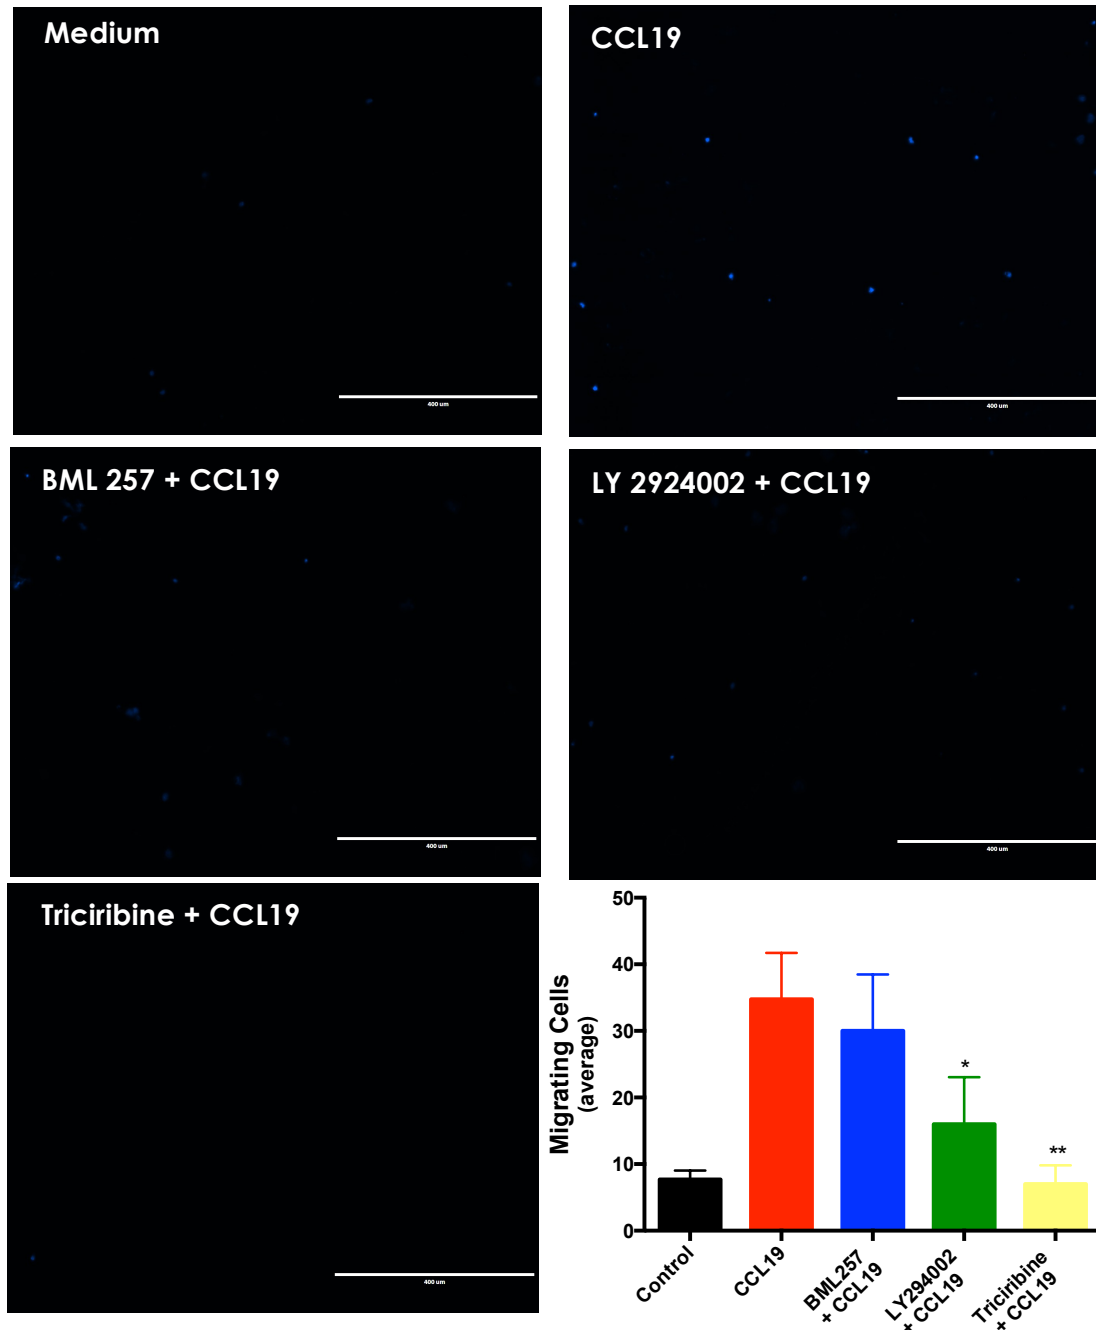 Medium
400 um
CCL19
400 um
BML 257 + CCL19
400 um
LY 2924002 + CCL19
400 um
Triciribine + CCL19
400 um
Migrating Cells
(average)
50
40
30
20
10
0
*
**
Control
CCL19
BML257
+ CCL19
LY294002
+ CCL19
Triciribine
+ CCL19